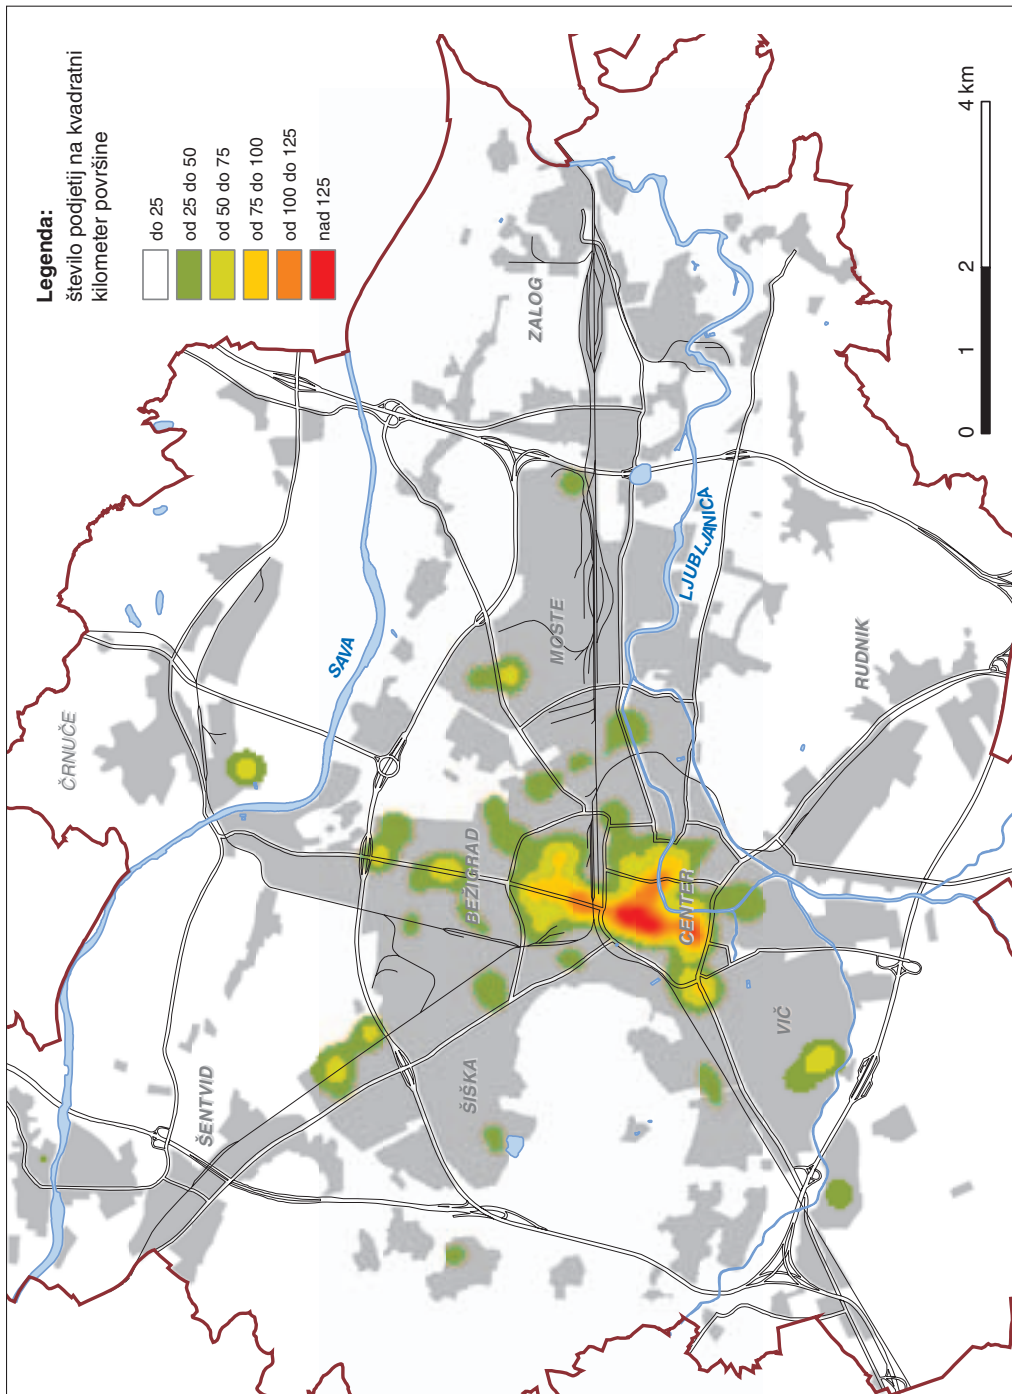 Legenda:
število podjetij na kvadratni
kilometer površine
do 25
od 25 do 50
od 50 do 75
od 75 do 100
od 100 do 125
nad 125
ČRNUČE
SAVA
ŠENTVID
BEŽIGRAD
ŠIŠKA
MOSTE
ZALOG
CENTER
LJUBLJANICA
VIČ
RUDNIK
0
1
2
4 km